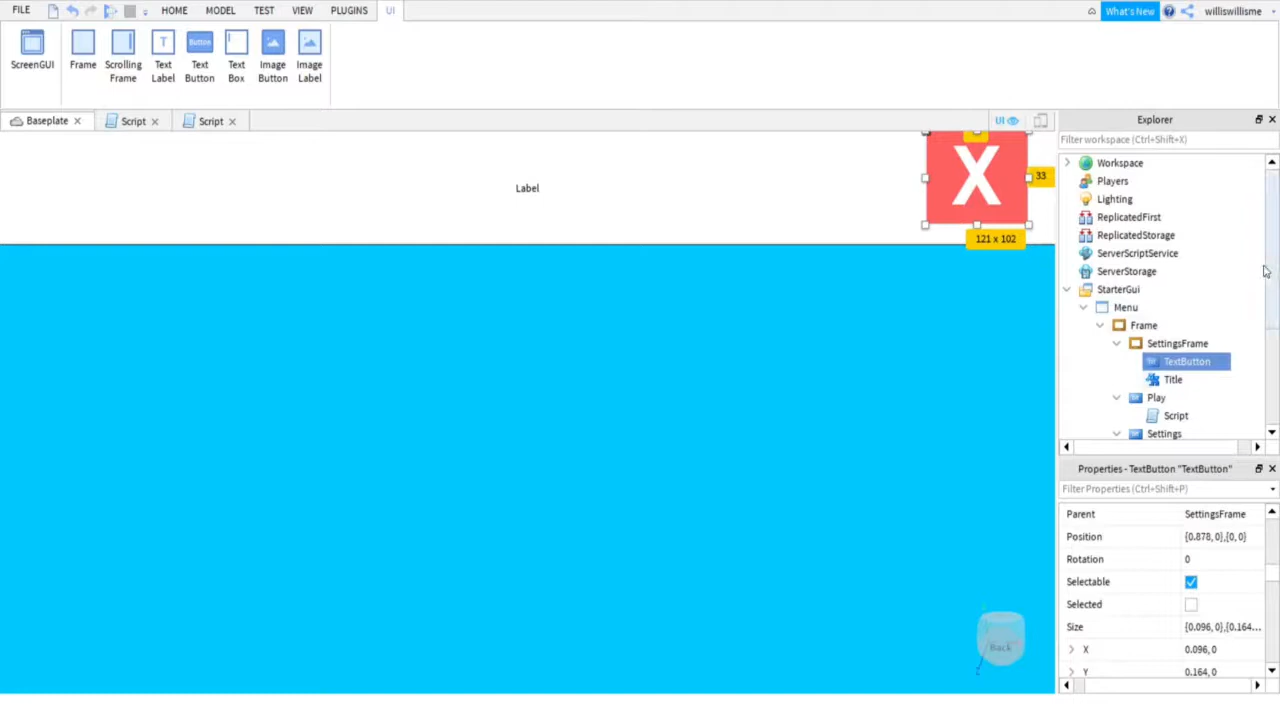 FILE HOME MODEL TEST VIEW PLUGINS UI What's New williswillisme
ScreenGUI Frame Scrolling Frame Text Label Text Button Text Box Image Button Image Label
T Button
Baseplate Script Script UI
Label
X
33
121 x 102
Back
Explorer
Filter workspace (Ctrl+Shift+X)
Workspace
Players
Lighting
ReplicatedFirst
ReplicatedStorage
ServerScriptService
ServerStorage
StarterGui
Menu
Frame
SettingsFrame
TextButton
Title
Play
Script
Settings
Properties - TextButton "TextButton"
Filter Properties (Ctrl+Shift+P)
Parent SettingsFrame
Position {0.878, 0},{0, 0}
Rotation 0
Selectable
Selected
Size {0.096, 0},{0.164...
X 0.096, 0
Y 0.164, 0